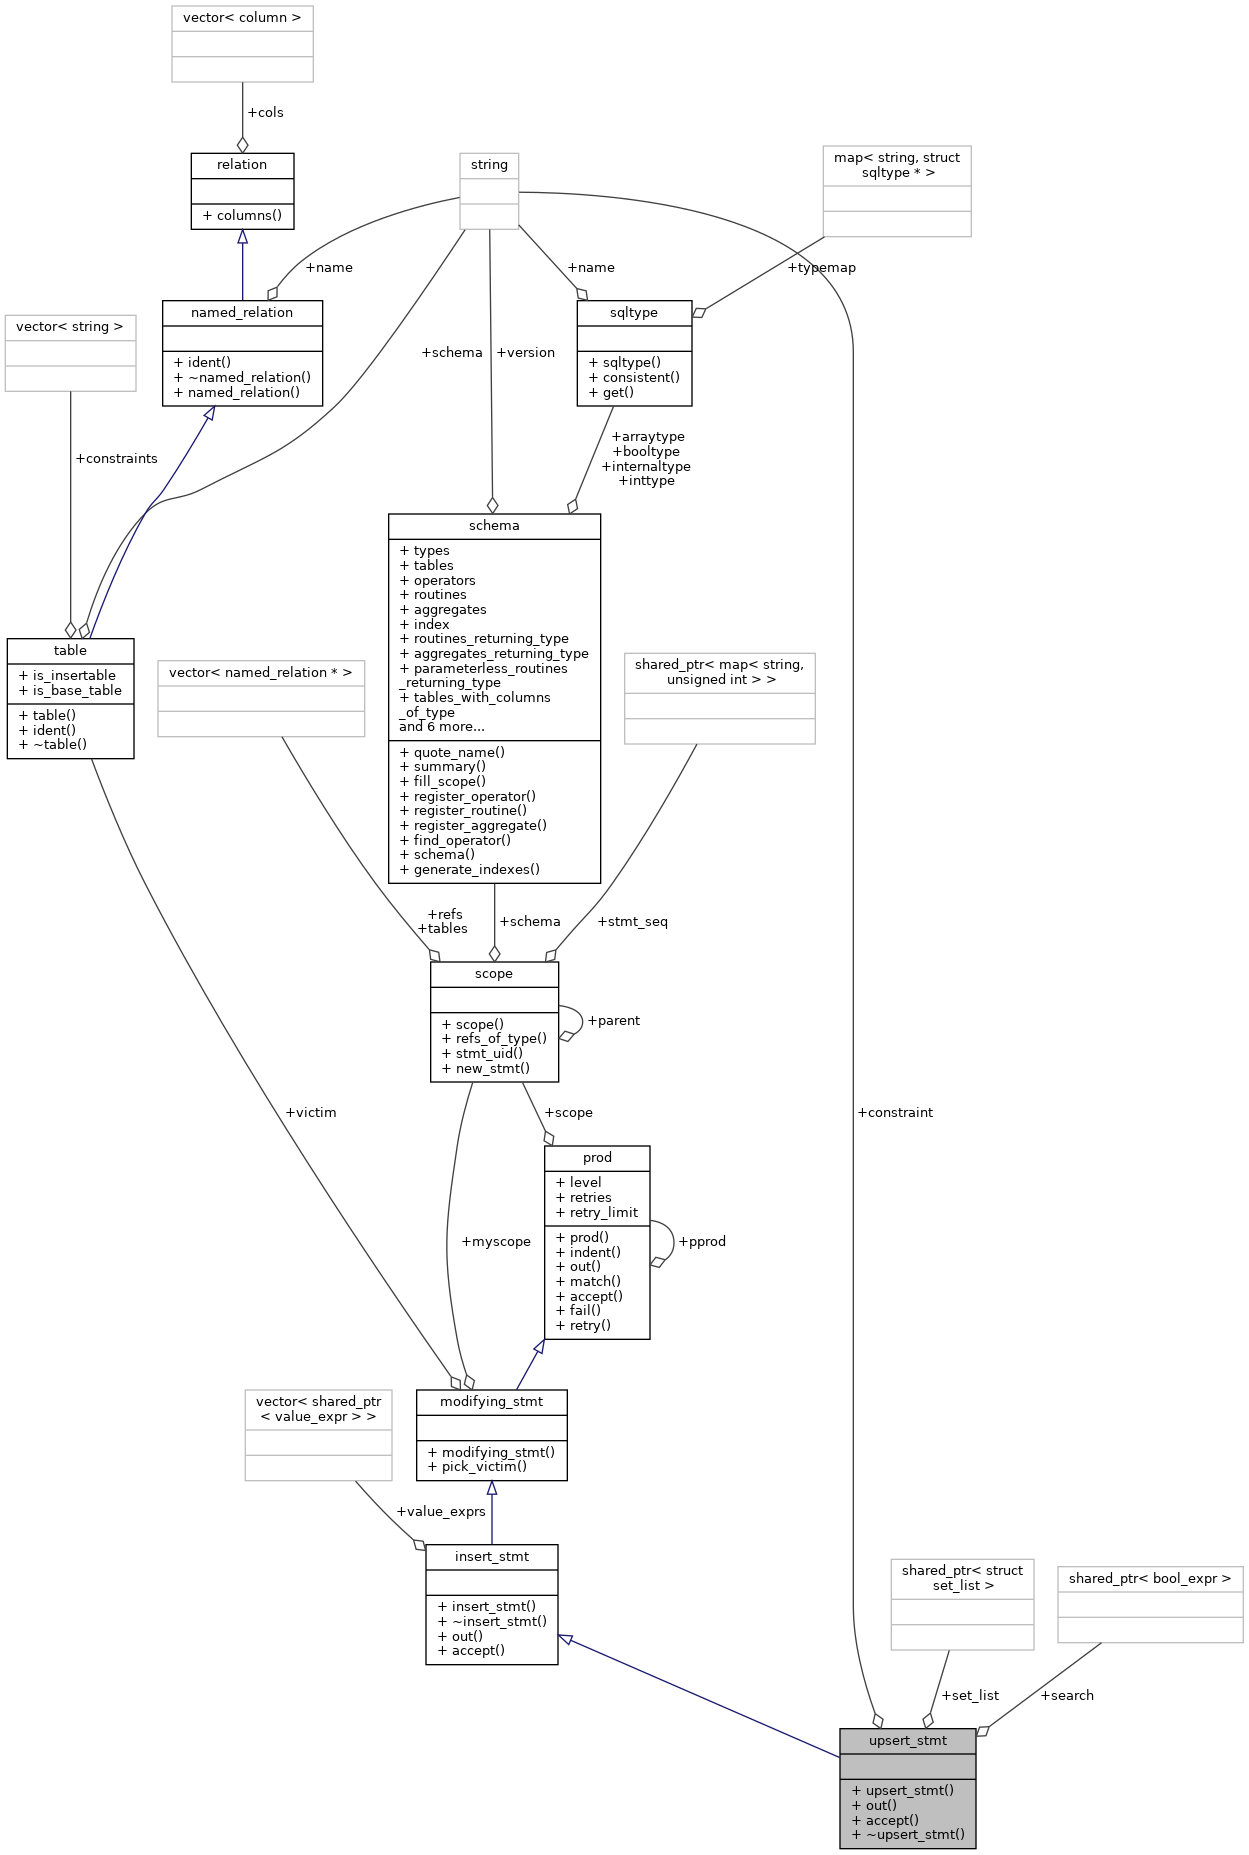 vector< column >
+cols
relation
+ columns()
string
map< string, struct
sqltype * >
+name
+name
+typemap
vector< string >
named_relation
+ ident()
+ ~named_relation()
+ named_relation()
+schema
+version
sqltype
+ sqltype()
+ consistent()
+ get()
+constraints
+arraytype
+booltype
+internaltype
+inttype
schema
+ types
+ tables
+ operators
+ routines
+ aggregates
+ index
+ routines_returning_type
+ aggregates_returning_type
+ parameterless_routines
_returning_type
+ tables_with_columns
_of_type
and 6 more...
+ quote_name()
+ summary()
+ fill_scope()
+ register_operator()
+ register_routine()
+ register_aggregate()
+ find_operator()
+ schema()
+ generate_indexes()
table
+ is_insertable
+ is_base_table
+ table()
+ ident()
+ ~table()
vector< named_relation * >
shared_ptr< map< string,
unsigned int > >
+refs
+tables
+schema
+stmt_seq
scope
+ scope()
+ refs_of_type()
+ stmt_uid()
+ new_stmt()
+parent
+victim
+scope
+constraint
prod
+ level
+ retries
+ retry_limit
+ prod()
+ indent()
+ out()
+ match()
+ accept()
+ fail()
+ retry()
+myscope
+pprod
vector< shared_ptr
< value_expr > >
modifying_stmt
+ modifying_stmt()
+ pick_victim()
+value_exprs
insert_stmt
+ insert_stmt()
+ ~insert_stmt()
+ out()
+ accept()
shared_ptr< struct
set_list >
shared_ptr< bool_expr >
+set_list
+search
upsert_stmt
+ upsert_stmt()
+ out()
+ accept()
+ ~upsert_stmt()